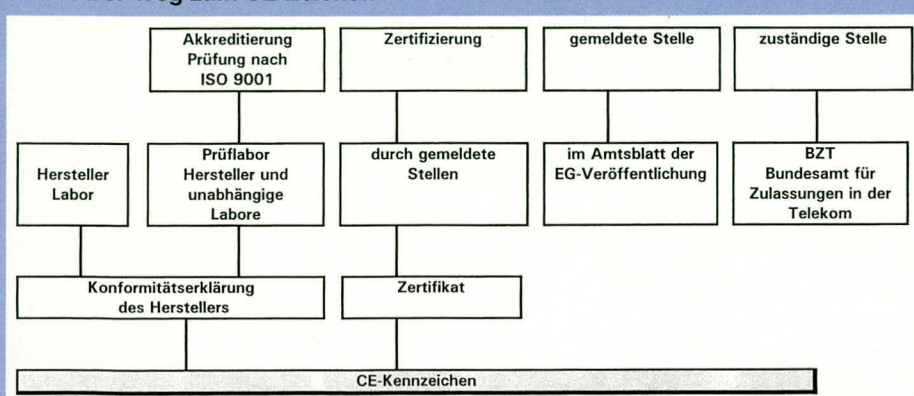 Akkreditierung
Prüfung nach
ISO 9001
Zertifizierung
gemeldete Stelle
zuständige Stelle
Hersteller
Labor
Prüflabor
Hersteller und
unabhängige
Labore
durch gemeldete
Stellen
im Amtsblatt der
EG-Veröffentlichung
BZT
Bundesamt für
Zulassungen in der
Telekom
Konformitätserklärung
des Herstellers
Zertifikat
CE-Kennzeichen